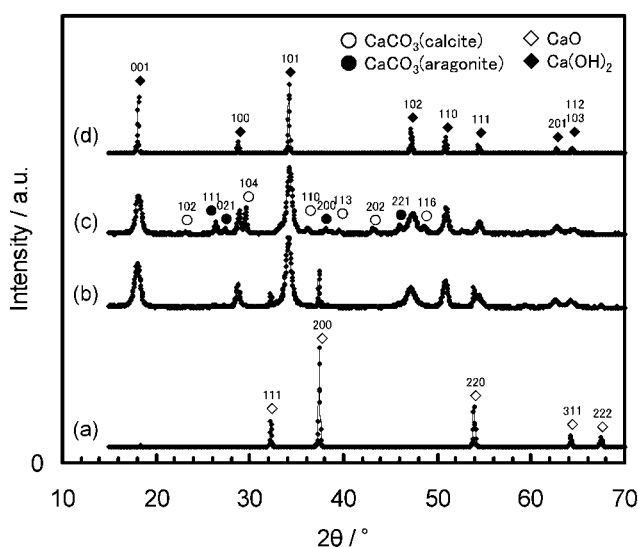 CaCO₃(calcite)
CaO
CaCO₃(aragonite)
Ca(OH)₂
101
001
100
102
110
111
201
112
103
(d)
102
111
021
104
110
200
113
202
221
116
(c)
(b)
200
111
220
311
222
(a)
Intensity / a.u.
0
10 20 30 40 50 60 70
2θ / °